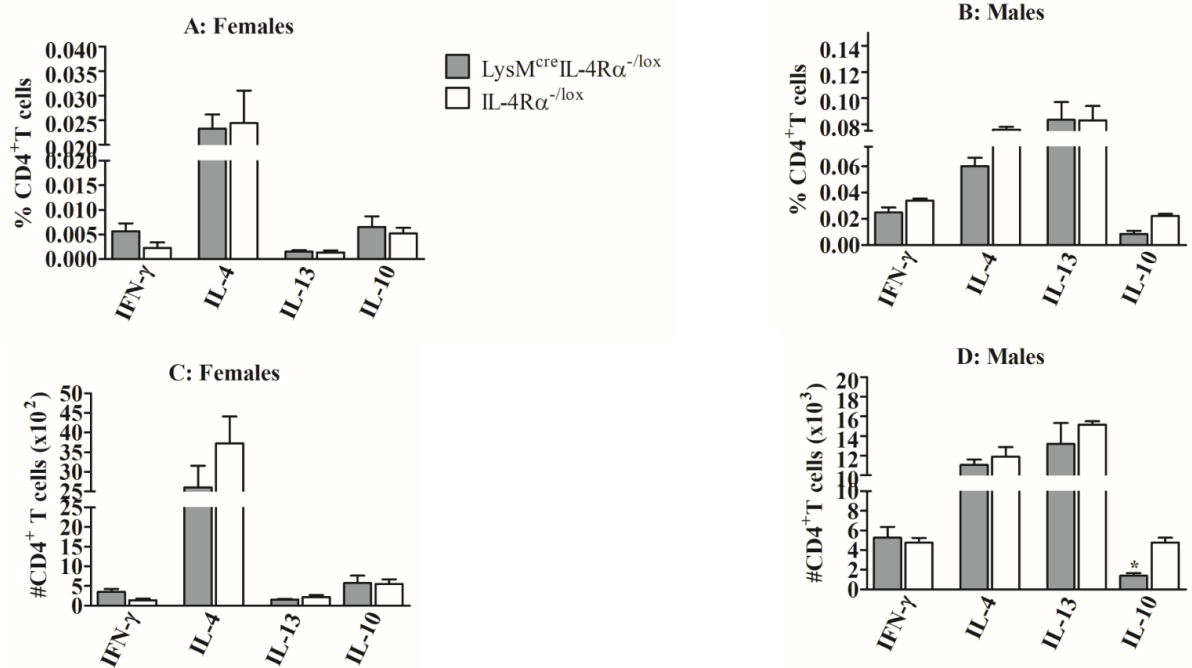 A: Females
% CD4⁺T cells
0.040
0.035
0.030
0.025
0.020
0.020
0.015
0.010
0.005
0.000
IFN-γ
IL-4
IL-13
IL-10
LysMᶜʳᵉIL-4Rα⁻/ˡᵒˣ
IL-4Rα⁻/ˡᵒˣ
B: Males
% CD4⁺T cells
0.14
0.12
0.10
0.08
0.06
0.04
0.02
0.00
IFN-γ
IL-4
IL-13
IL-10
C: Females
#CD4⁺ T cells (x10²)
50
45
40
35
30
25
25
20
15
10
5
0
IFN-γ
IL-4
IL-13
IL-10
D: Males
#CD4⁺T cells (x10³)
20
18
16
14
12
10
10
8
6
4
2
0
*
IFN-γ
IL-4
IL-13
IL-10